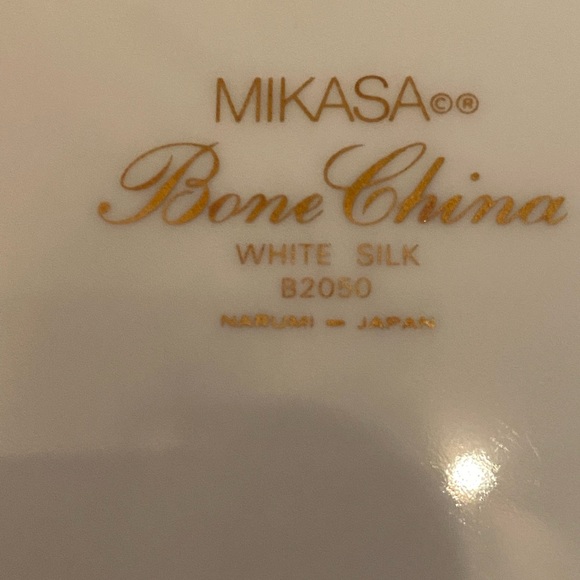 MIKASA©®
Bone China
WHITE SILK
B2050
NARUMI - JAPAN